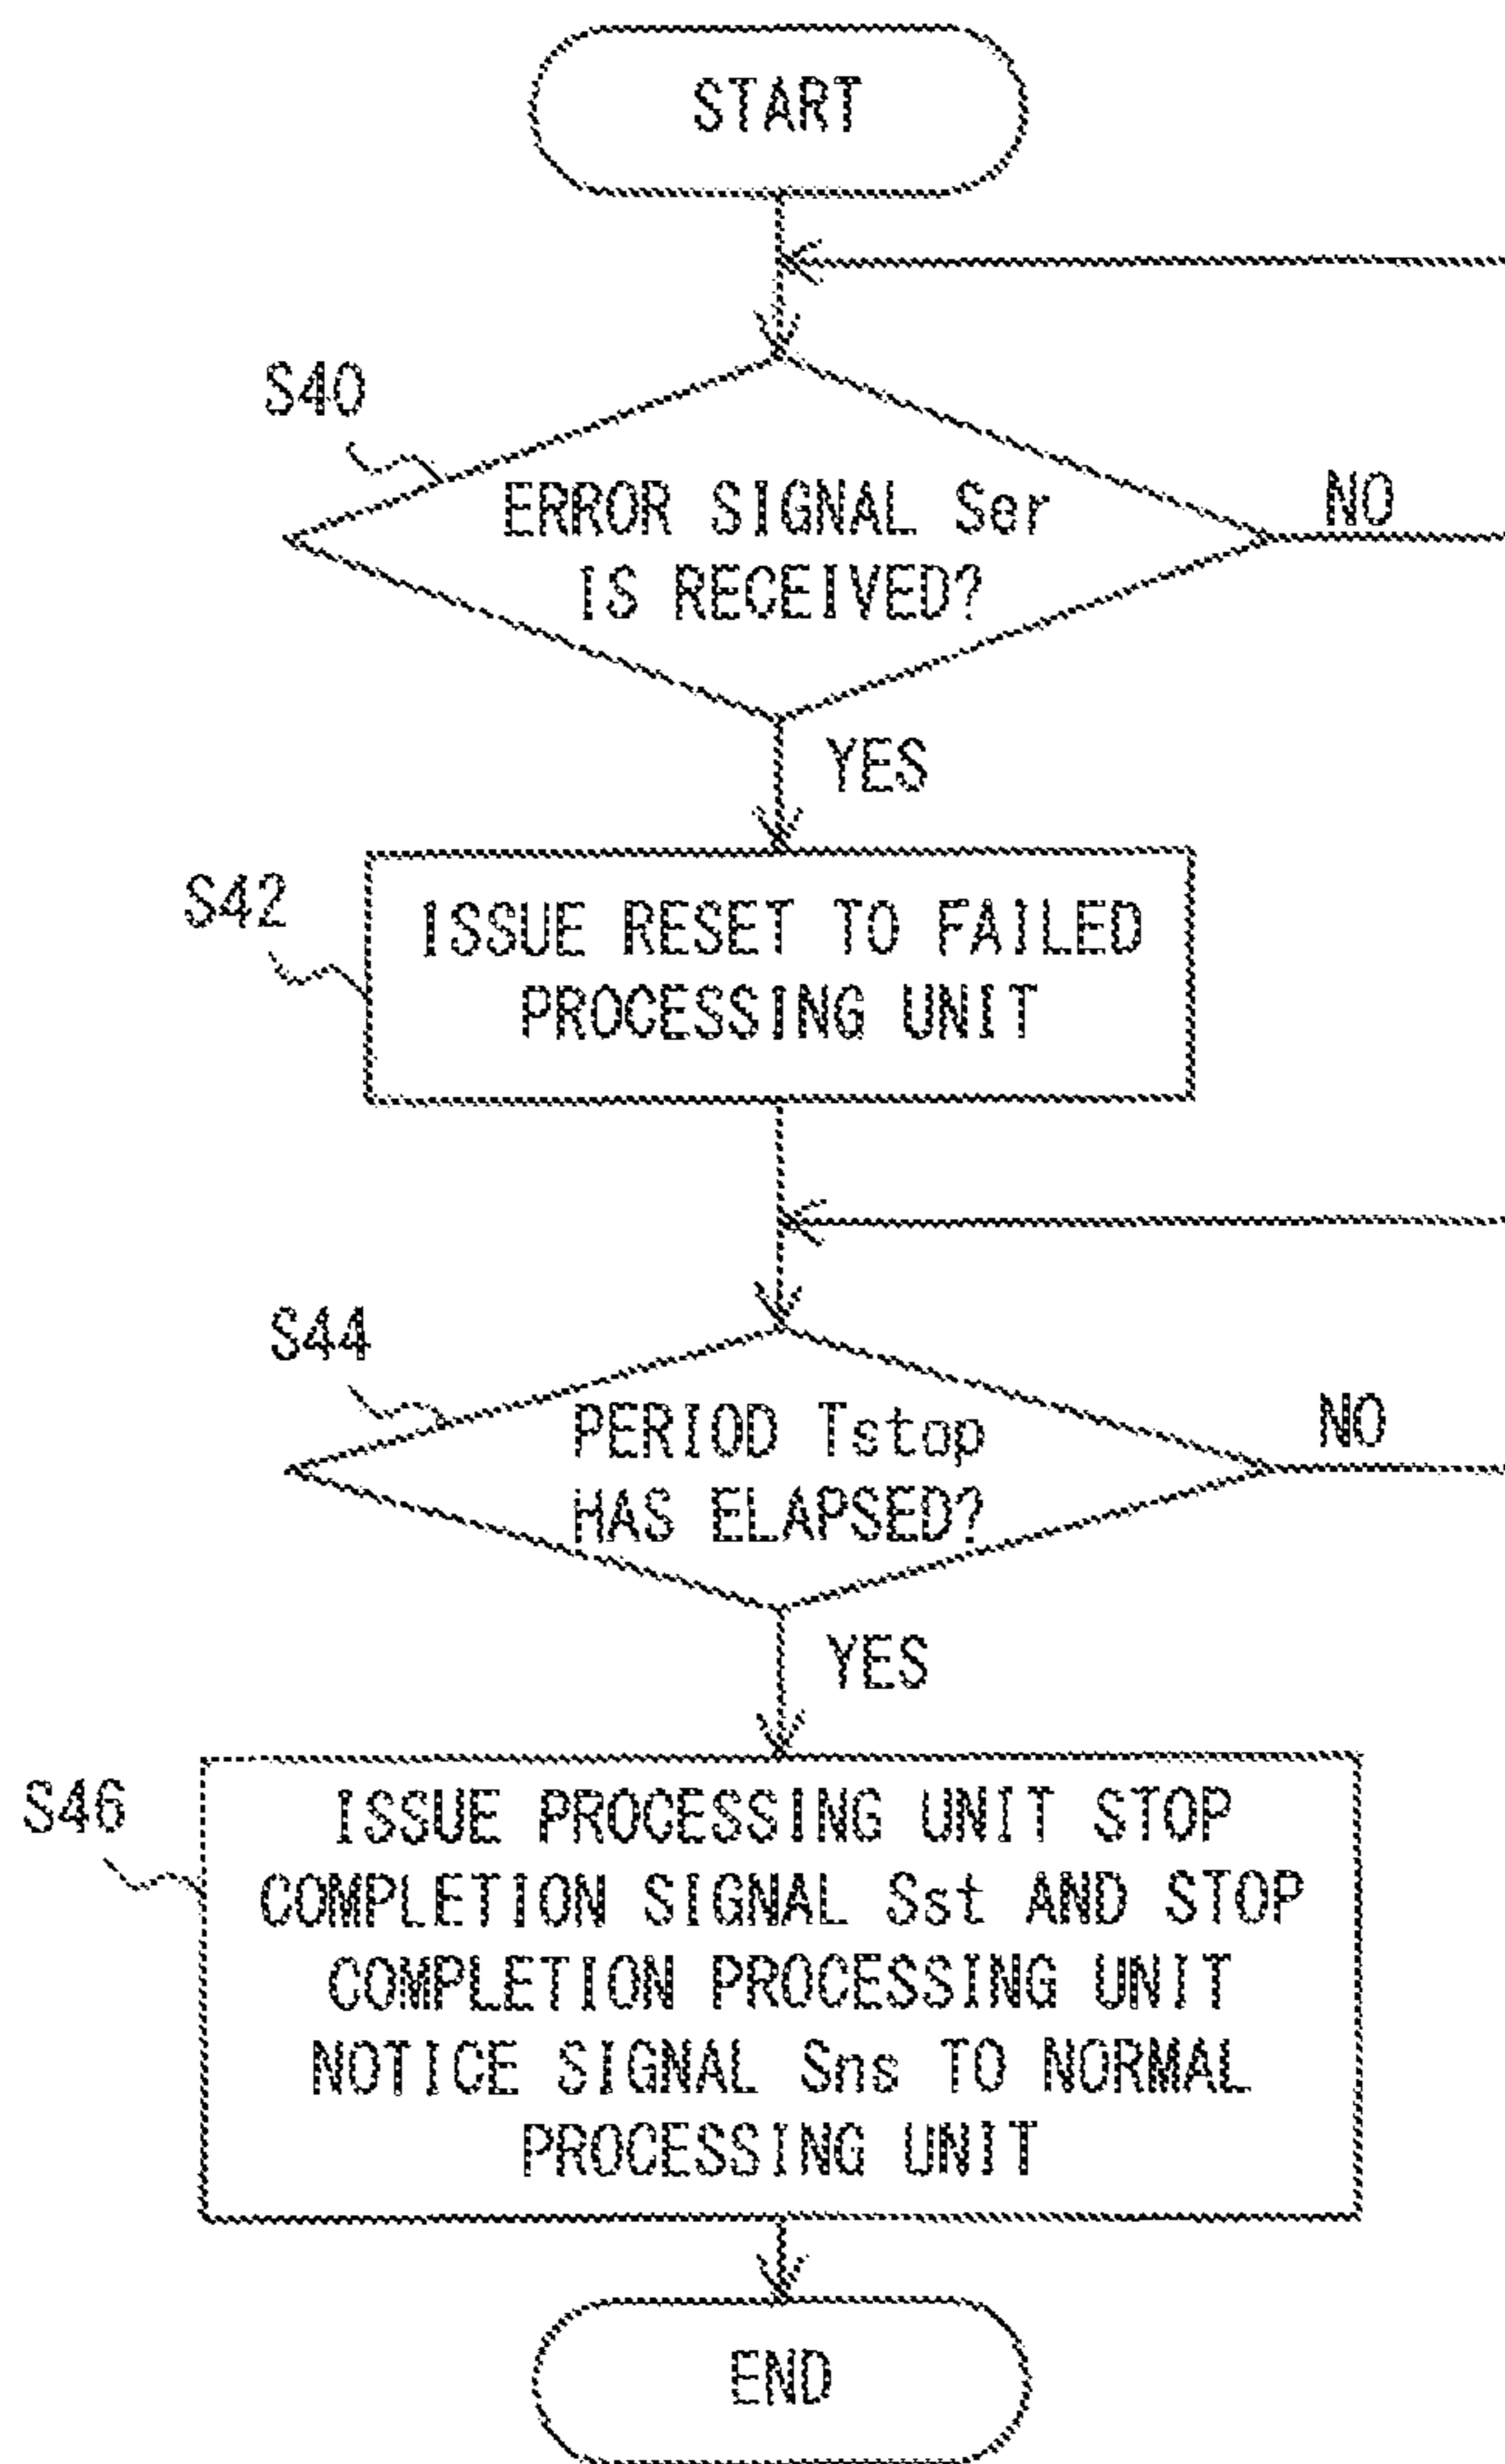 START
S40
ERROR SIGNAL Ser
IS RECEIVED?
NO
YES
S42
ISSUE RESET TO FAILED
PROCESSING UNIT
S44
PERIOD Tstop
HAS ELAPSED?
NO
YES
S46
ISSUE PROCESSING UNIT STOP
COMPLETION SIGNAL Sst AND STOP
COMPLETION PROCESSING UNIT
NOTICE SIGNAL Sns TO NORMAL
PROCESSING UNIT
END